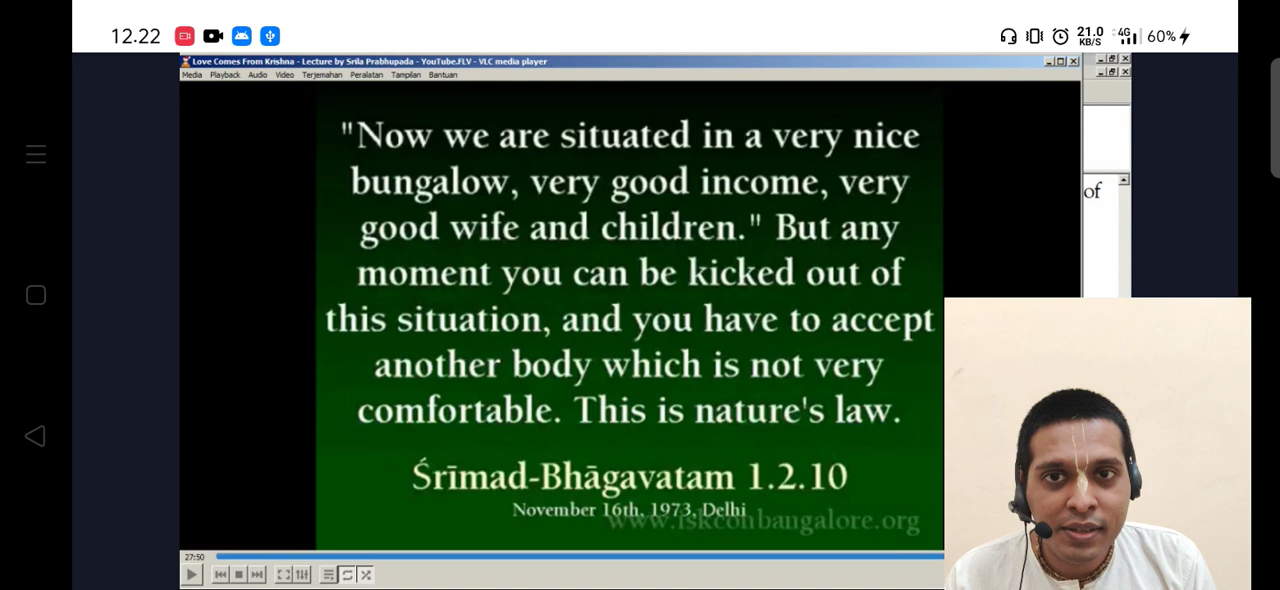 12.22
21.0
KB/S
4G
60%
Love Comes From Krishna - Lecture by Srila Prabhupada - YouTube.FLV - VLC media player
Media Playback Audio Video Terjemahan Peralatan Tampilan Bantuan
"Now we are situated in a very nice
bungalow, very good income, very
good wife and children." But any
moment you can be kicked out of
this situation, and you have to accept
another body which is not very
comfortable. This is nature's law.
Śrīmad-Bhāgavatam 1.2.10
November 16th, 1973, Delhi
www.iskconbangalore.org
of
27:50